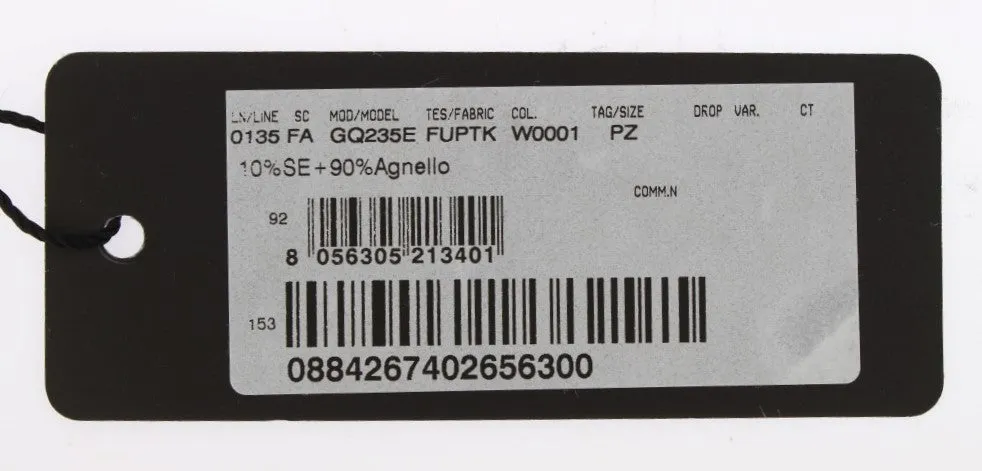 LN/LINE SC MOD/MODEL TES/FABRIC COL. TAG/SIZE DROP VAR. CT
0135 FA GQ235E FUPTK W0001 PZ
10%SE+90%Agnello
COMM.N
92
8 056305 213401
153
0884267402656300